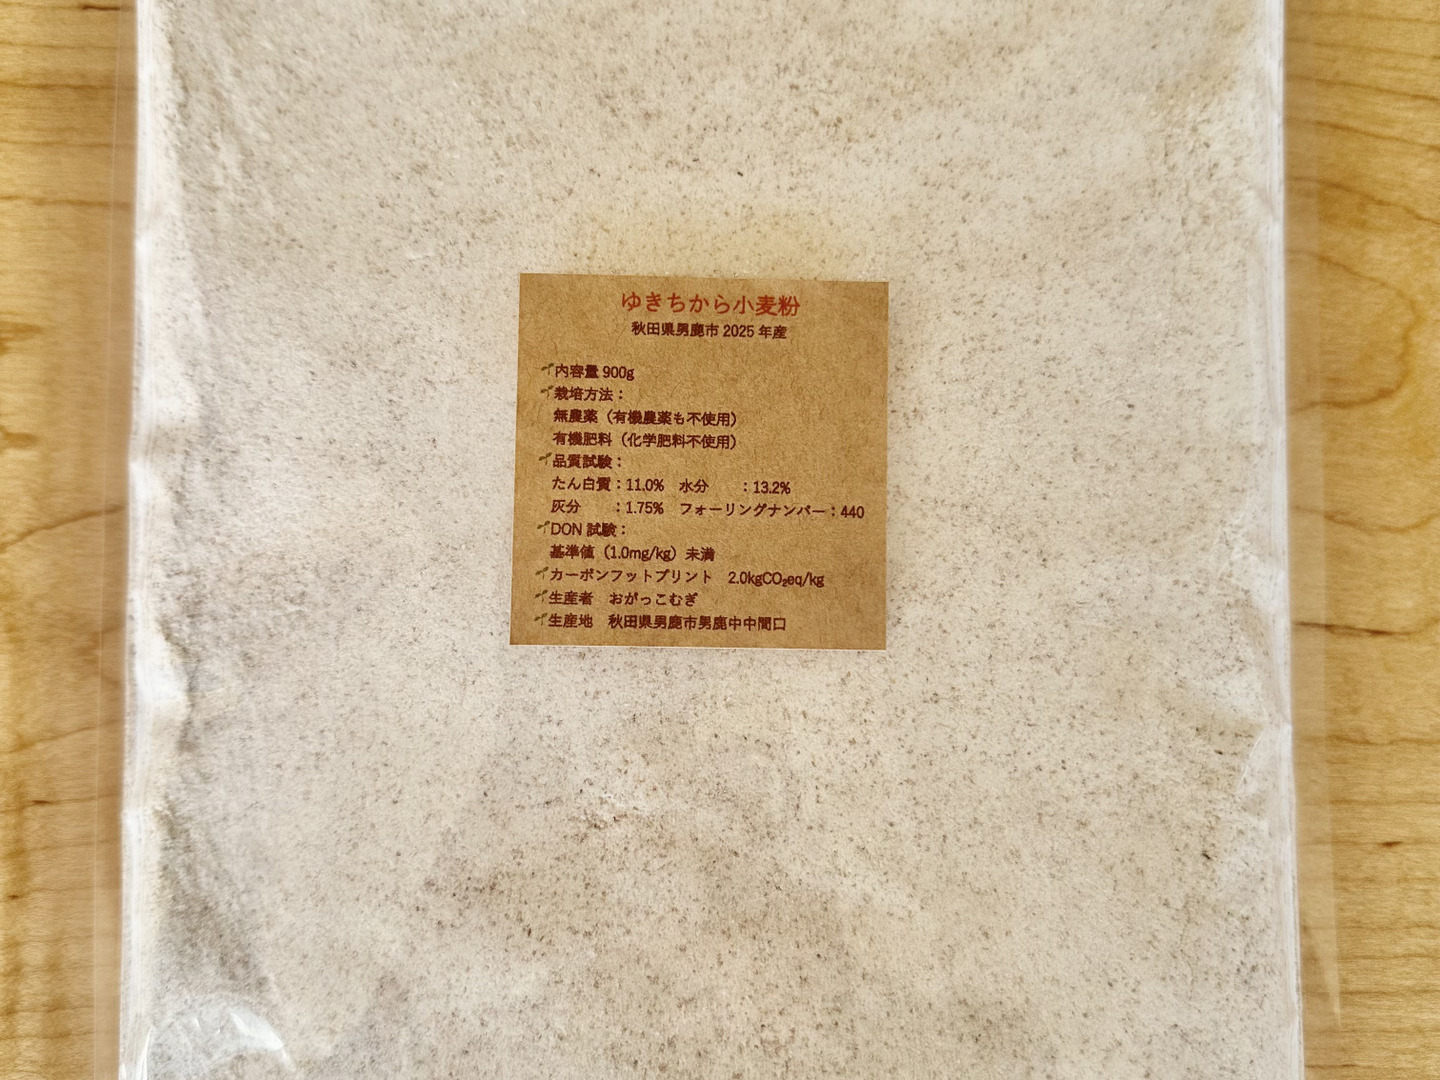 ゆきちから小麦粉
秋田県男鹿市 2025 年産
内容量 900g
栽培方法：
無農薬（有機農薬も不使用）
有機肥料（化学肥料不使用）
品質試験：
たん白質：11.0%　水分　　：13.2%
灰分　　：1.75%　フォーリングナンバー：440
DON 試験：
基準値（1.0mg/kg）未満
カーボンフットプリント　2.0kgCO₂eq/kg
生産者　おがっこむぎ
生産地　秋田県男鹿市男鹿中中間口